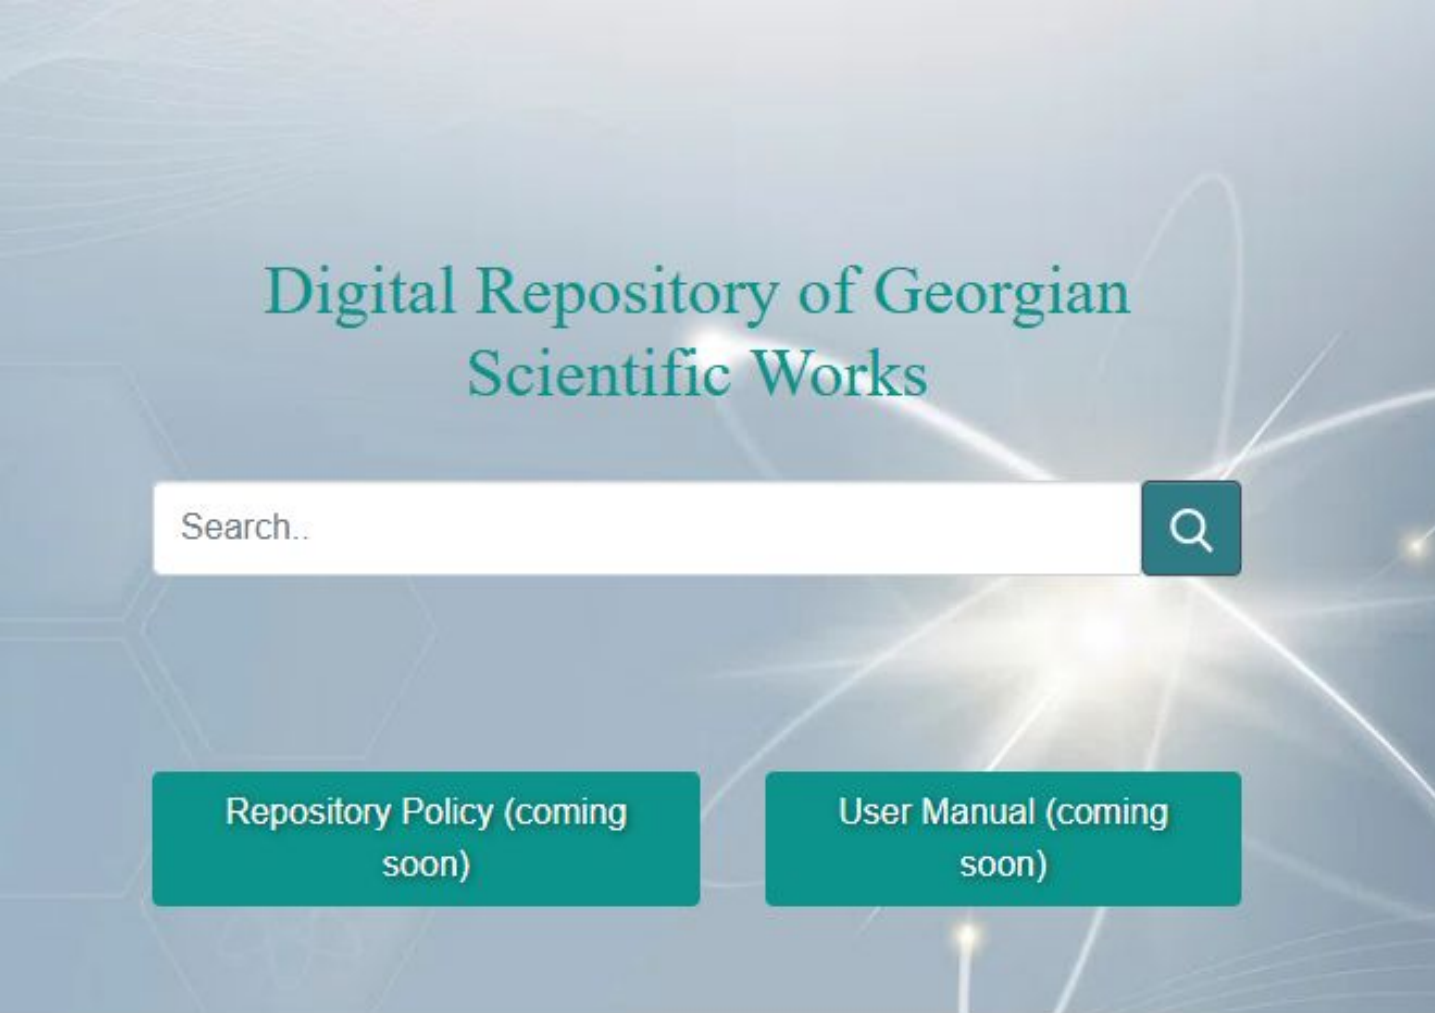 Digital Repository of Georgian
Scientific Works
Search..
Repository Policy (coming
soon)
User Manual (coming
soon)